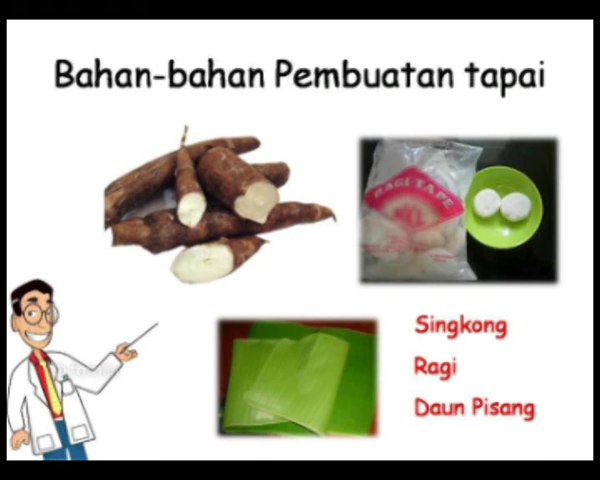 Bahan-bahan Pembuatan tapai
RAGI TAPE
Singkong
Ragi
Daun Pisang